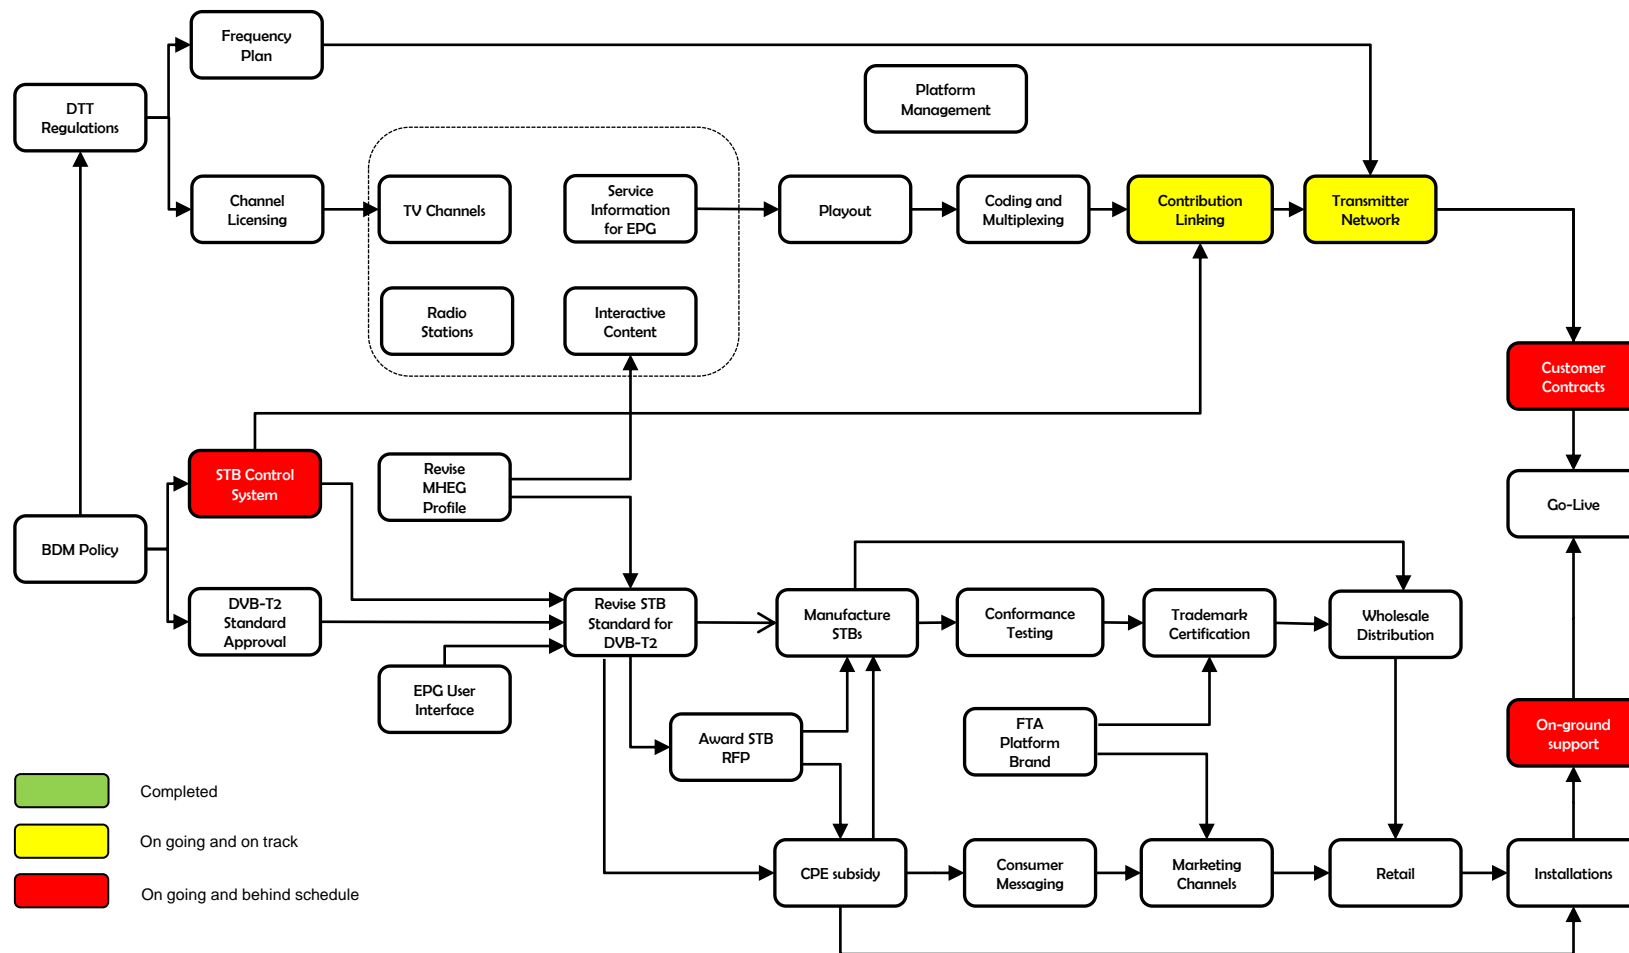 Frequency
Plan
Platform
Management
DTT
Regulations
Channel
Licensing
TV Channels
Service
Information
for EPG
Playout
Coding and
Multiplexing
Contribution
Linking
Transmitter
Network
Radio
Stations
Interactive
Content
Customer
Contracts
STB Control
System
Revise
MHEG
Profile
Go-Live
BDM Policy
DVB-T2
Standard
Approval
Revise STB
Standard for
DVB-T2
Manufacture
STBs
Conformance
Testing
Trademark
Certification
Wholesale
Distribution
EPG User
Interface
Award STB
RFP
FTA
Platform
Brand
On-ground
support
Completed
On going and on track
On going and behind schedule
CPE subsidy
Consumer
Messaging
Marketing
Channels
Retail
Installations